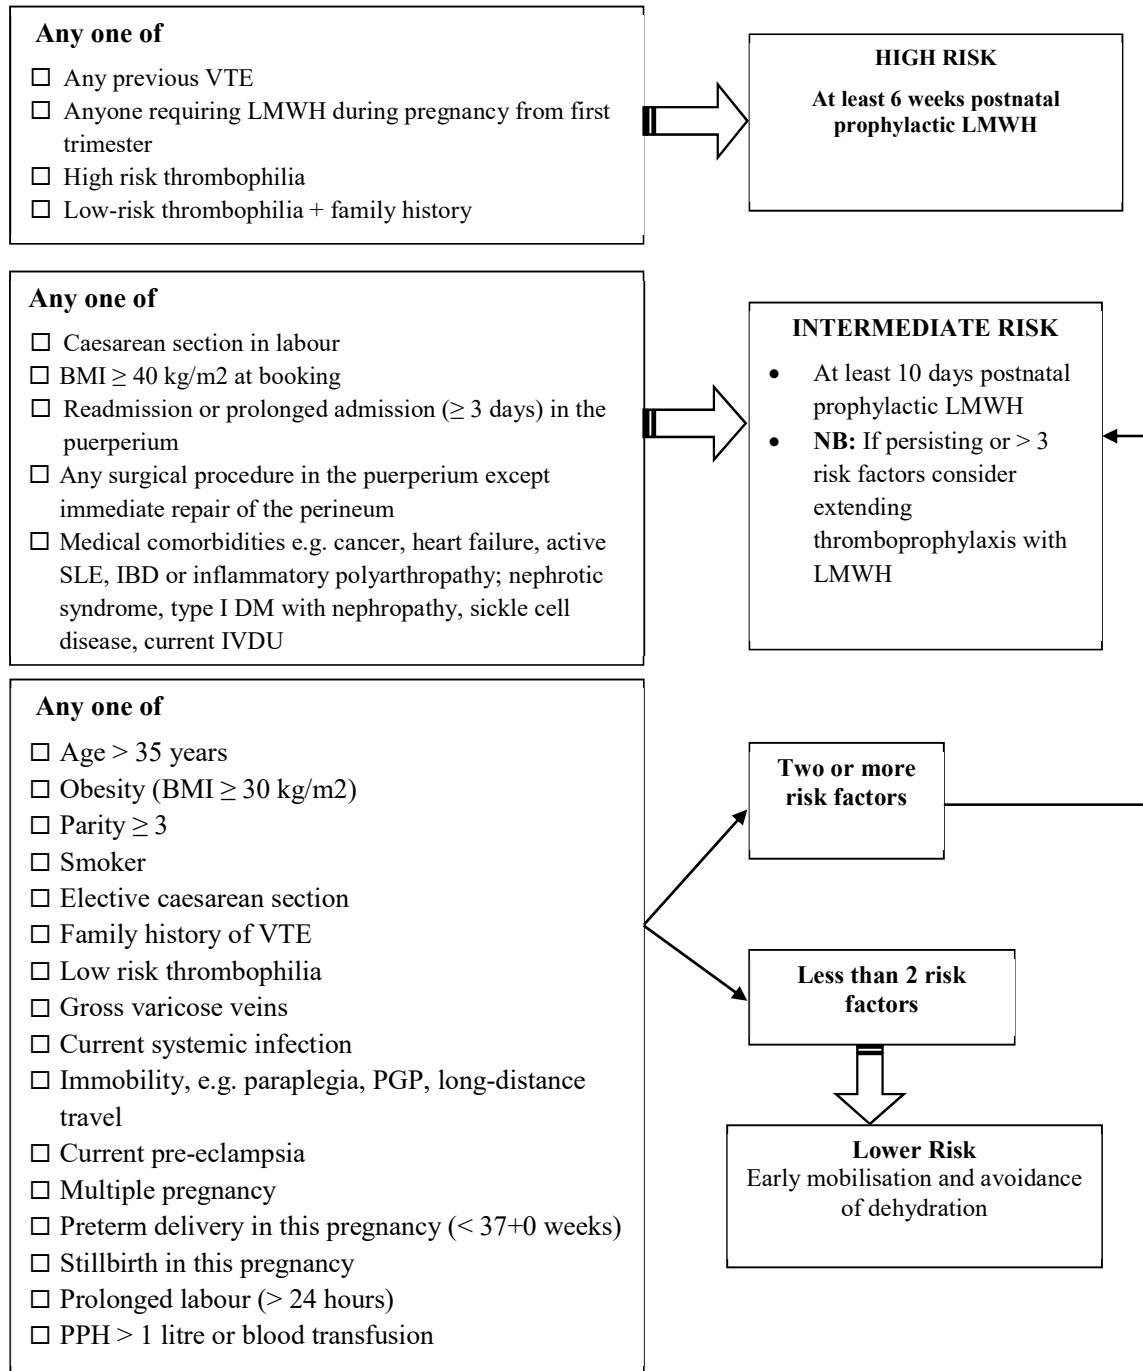 Any one of
☐ Any previous VTE
☐ Anyone requiring LMWH during pregnancy from first
trimester
☐ High risk thrombophilia
☐ Low-risk thrombophilia + family history
HIGH RISK
At least 6 weeks postnatal
prophylactic LMWH
Any one of
☐ Caesarean section in labour
☐ BMI ≥ 40 kg/m2 at booking
☐ Readmission or prolonged admission (≥ 3 days) in the
puerperium
☐ Any surgical procedure in the puerperium except
immediate repair of the perineum
☐ Medical comorbidities e.g. cancer, heart failure, active
SLE, IBD or inflammatory polyarthropathy; nephrotic
syndrome, type I DM with nephropathy, sickle cell
disease, current IVDU
INTERMEDIATE RISK
• At least 10 days postnatal
prophylactic LMWH
• NB: If persisting or > 3
risk factors consider
extending
thromboprophylaxis with
LMWH
Any one of
☐ Age > 35 years
☐ Obesity (BMI ≥ 30 kg/m2)
☐ Parity ≥ 3
☐ Smoker
☐ Elective caesarean section
☐ Family history of VTE
☐ Low risk thrombophilia
☐ Gross varicose veins
☐ Current systemic infection
☐ Immobility, e.g. paraplegia, PGP, long-distance
travel
☐ Current pre-eclampsia
☐ Multiple pregnancy
☐ Preterm delivery in this pregnancy (< 37+0 weeks)
☐ Stillbirth in this pregnancy
☐ Prolonged labour (> 24 hours)
☐ PPH > 1 litre or blood transfusion
Two or more
risk factors
Less than 2 risk
factors
Lower Risk
Early mobilisation and avoidance
of dehydration